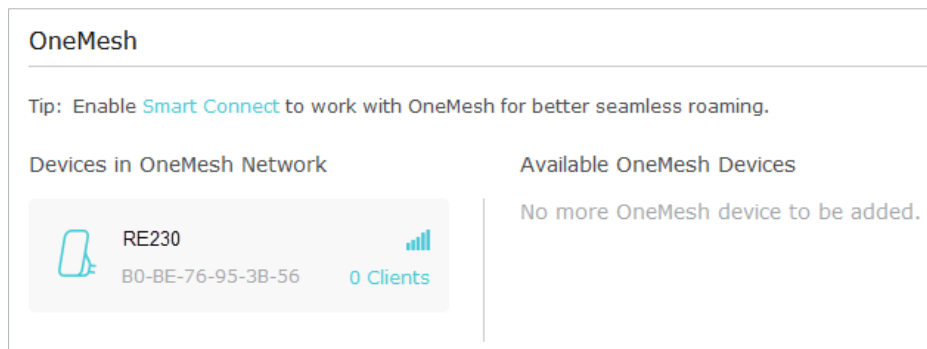 OneMesh
Tip: Enable Smart Connect to work with OneMesh for better seamless roaming.
Devices in OneMesh Network
RE230
B0-BE-76-95-3B-56
0 Clients
Available OneMesh Devices
No more OneMesh device to be added.